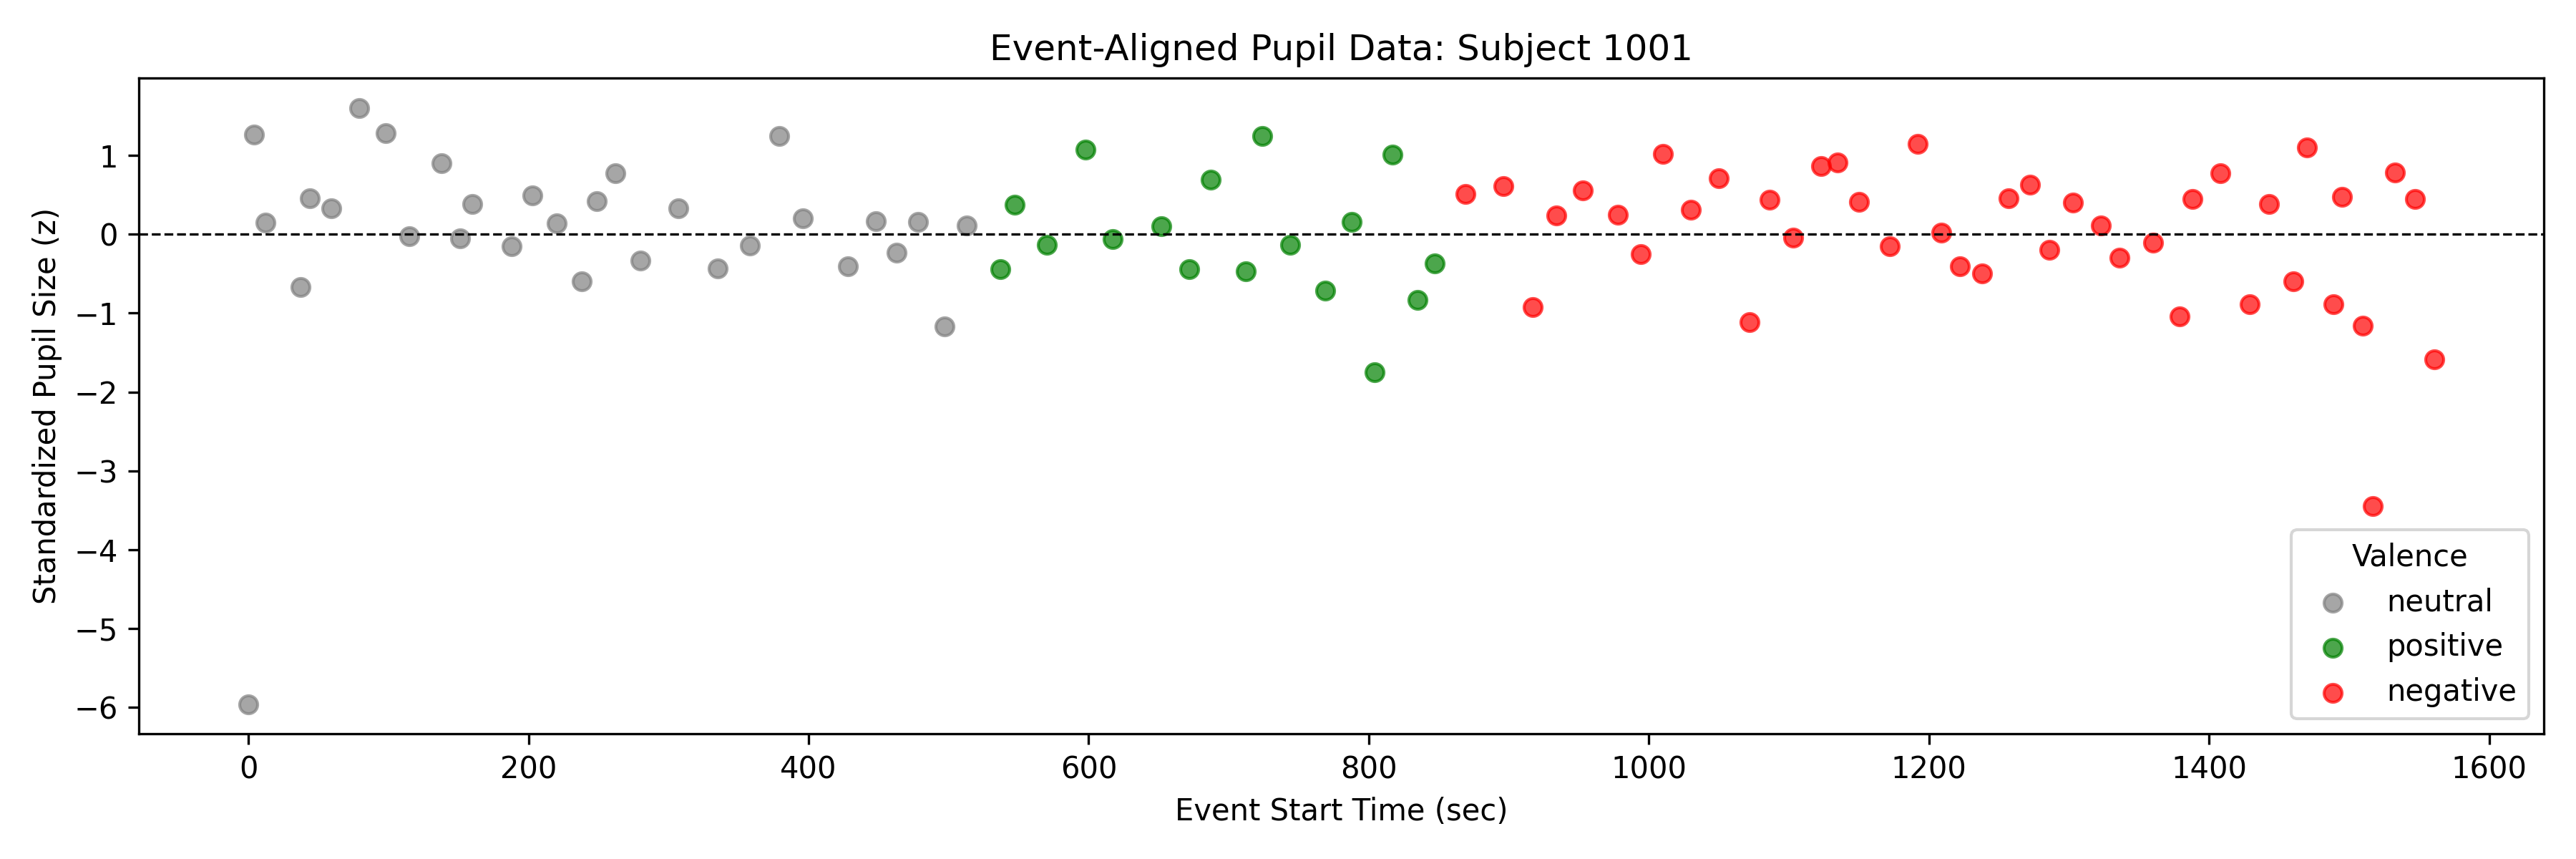 Event-Aligned Pupil Data: Subject 1001
Standardized Pupil Size (z)
1
0
−1
−2
−3
−4
−5
−6
Valence
neutral
positive
negative
0 200 400 600 800 1000 1200 1400 1600
Event Start Time (sec)